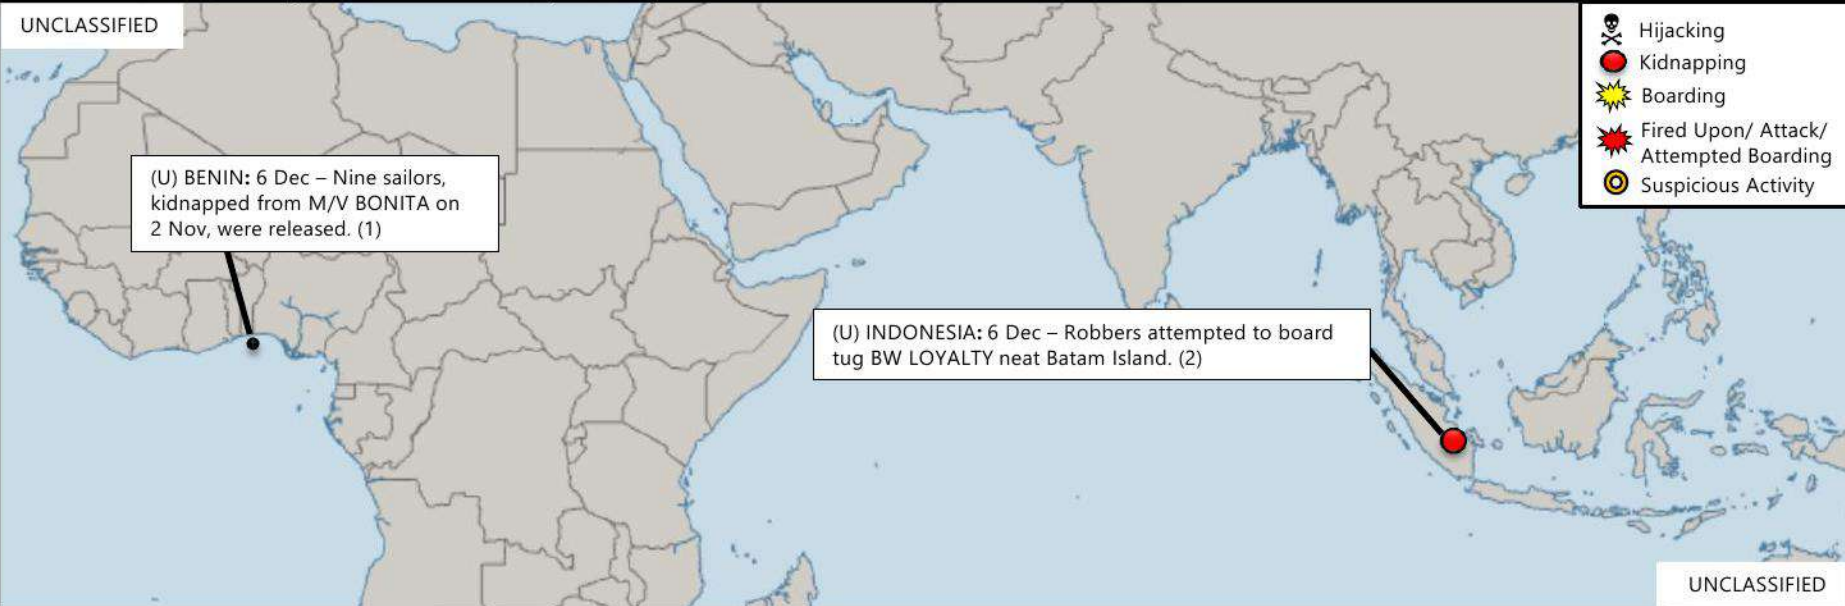 UNCLASSIFIED
Hijacking
Kidnapping
Boarding
Fired Upon/ Attack/
Attempted Boarding
Suspicious Activity
(U) BENIN: 6 Dec – Nine sailors,
kidnapped from M/V BONITA on
2 Nov, were released. (1)
(U) INDONESIA: 6 Dec – Robbers attempted to board
tug BW LOYALTY neat Batam Island. (2)
UNCLASSIFIED